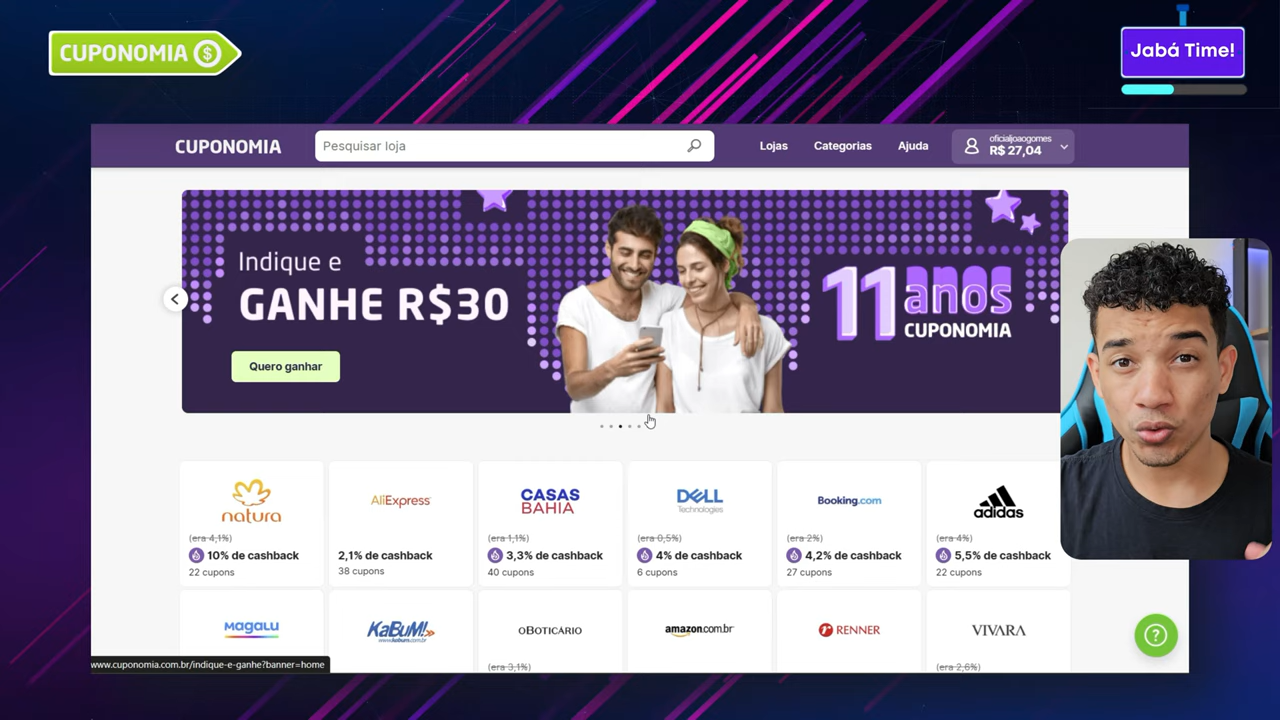 CUPONOMIA $
Jabá Time!
CUPONOMIA
Pesquisar loja
Lojas
Categorias
Ajuda
oficialjoaogomes
R$ 27,04
Indique e
GANHE R$30
Quero ganhar
11 anos
CUPONOMIA
natura
(era 4,1%)
10% de cashback
22 cupons
AliExpress
2,1% de cashback
38 cupons
CASAS
BAHIA
(era 1,1%)
3,3% de cashback
40 cupons
DELL
Technologies
(era 0,5%)
4% de cashback
6 cupons
Booking.com
(era 2%)
4,2% de cashback
27 cupons
adidas
(era 4%)
5,5% de cashback
22 cupons
MAGALU
KaBuM!
www.kabum.com.br
oBOTICÁRIO
(era 3,1%)
amazon.com.br
RENNER
VIVARA
(era 2,6%)
?
www.cuponomia.com.br/indique-e-ganhe?banner=home